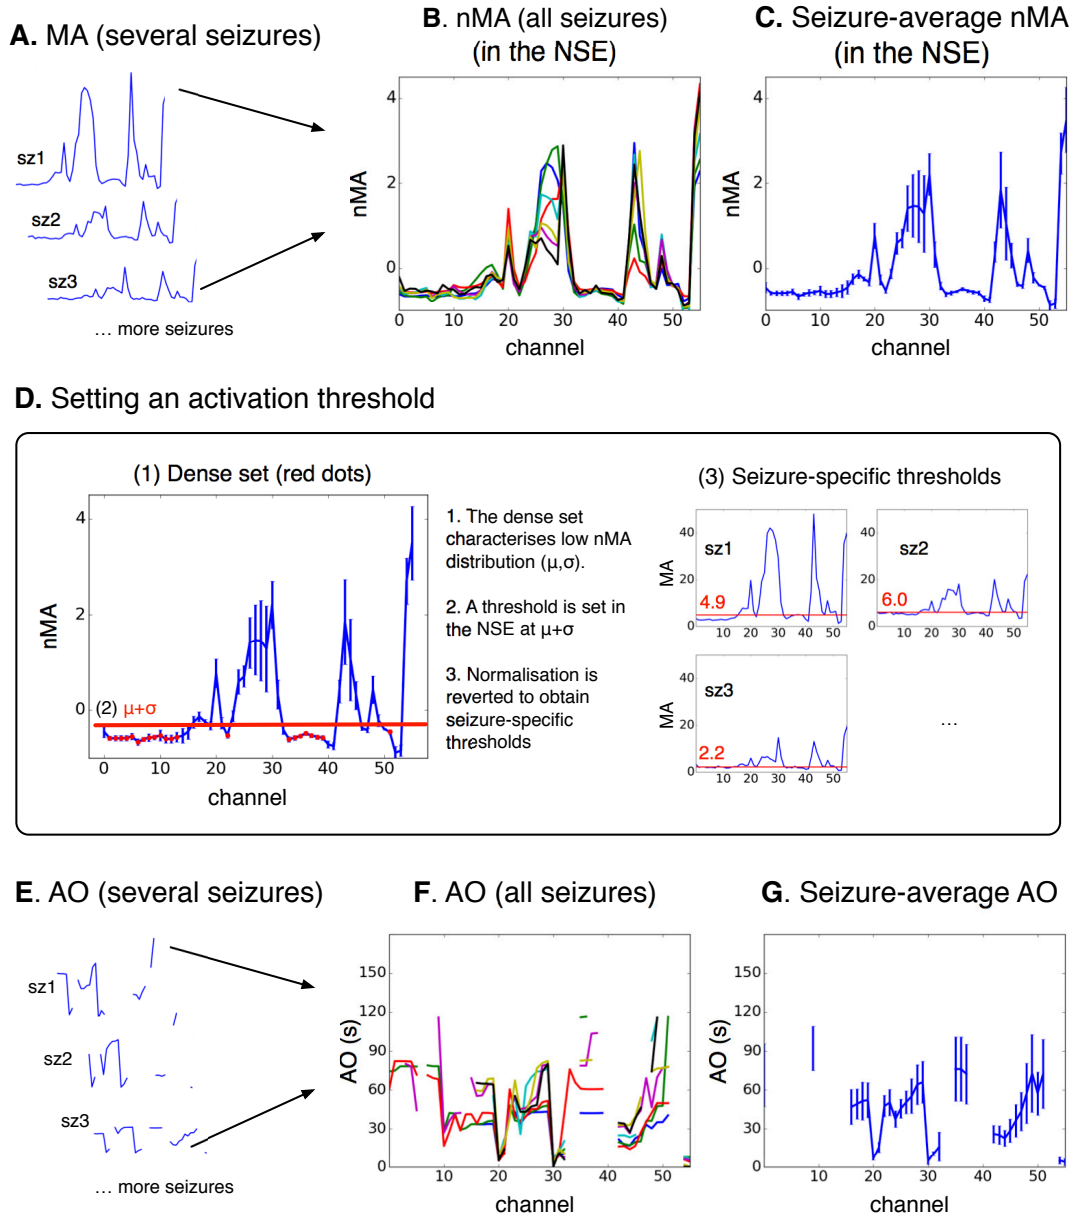 A. MA (several seizures)
sz1
sz2
sz3
... more seizures
B. nMA (all seizures)
(in the NSE)
nMA
4
2
0
0 10 20 30 40 50
channel
C. Seizure-average nMA
(in the NSE)
nMA
4
2
0
0 10 20 30 40 50
channel
D. Setting an activation threshold
(1) Dense set (red dots)
nMA
4
2
0
(2) μ+σ
0 10 20 30 40 50
channel
1. The dense set
characterises low nMA
distribution (μ,σ).
2. A threshold is set in
the NSE at μ+σ
3. Normalisation is
reverted to obtain
seizure-specific
thresholds
(3) Seizure-specific thresholds
MA
40
20
0
sz1
4.9
10 20 30 40 50
40
20
0
sz2
6.0
10 20 30 40 50
MA
40
20
0
sz3
2.2
10 20 30 40 50
...
E. AO (several seizures)
sz1
sz2
sz3
... more seizures
F. AO (all seizures)
AO (s)
150
120
90
60
30
0
0 10 20 30 40 50
channel
G. Seizure-average AO
AO (s)
150
120
90
60
30
0
10 20 30 40 50
channel